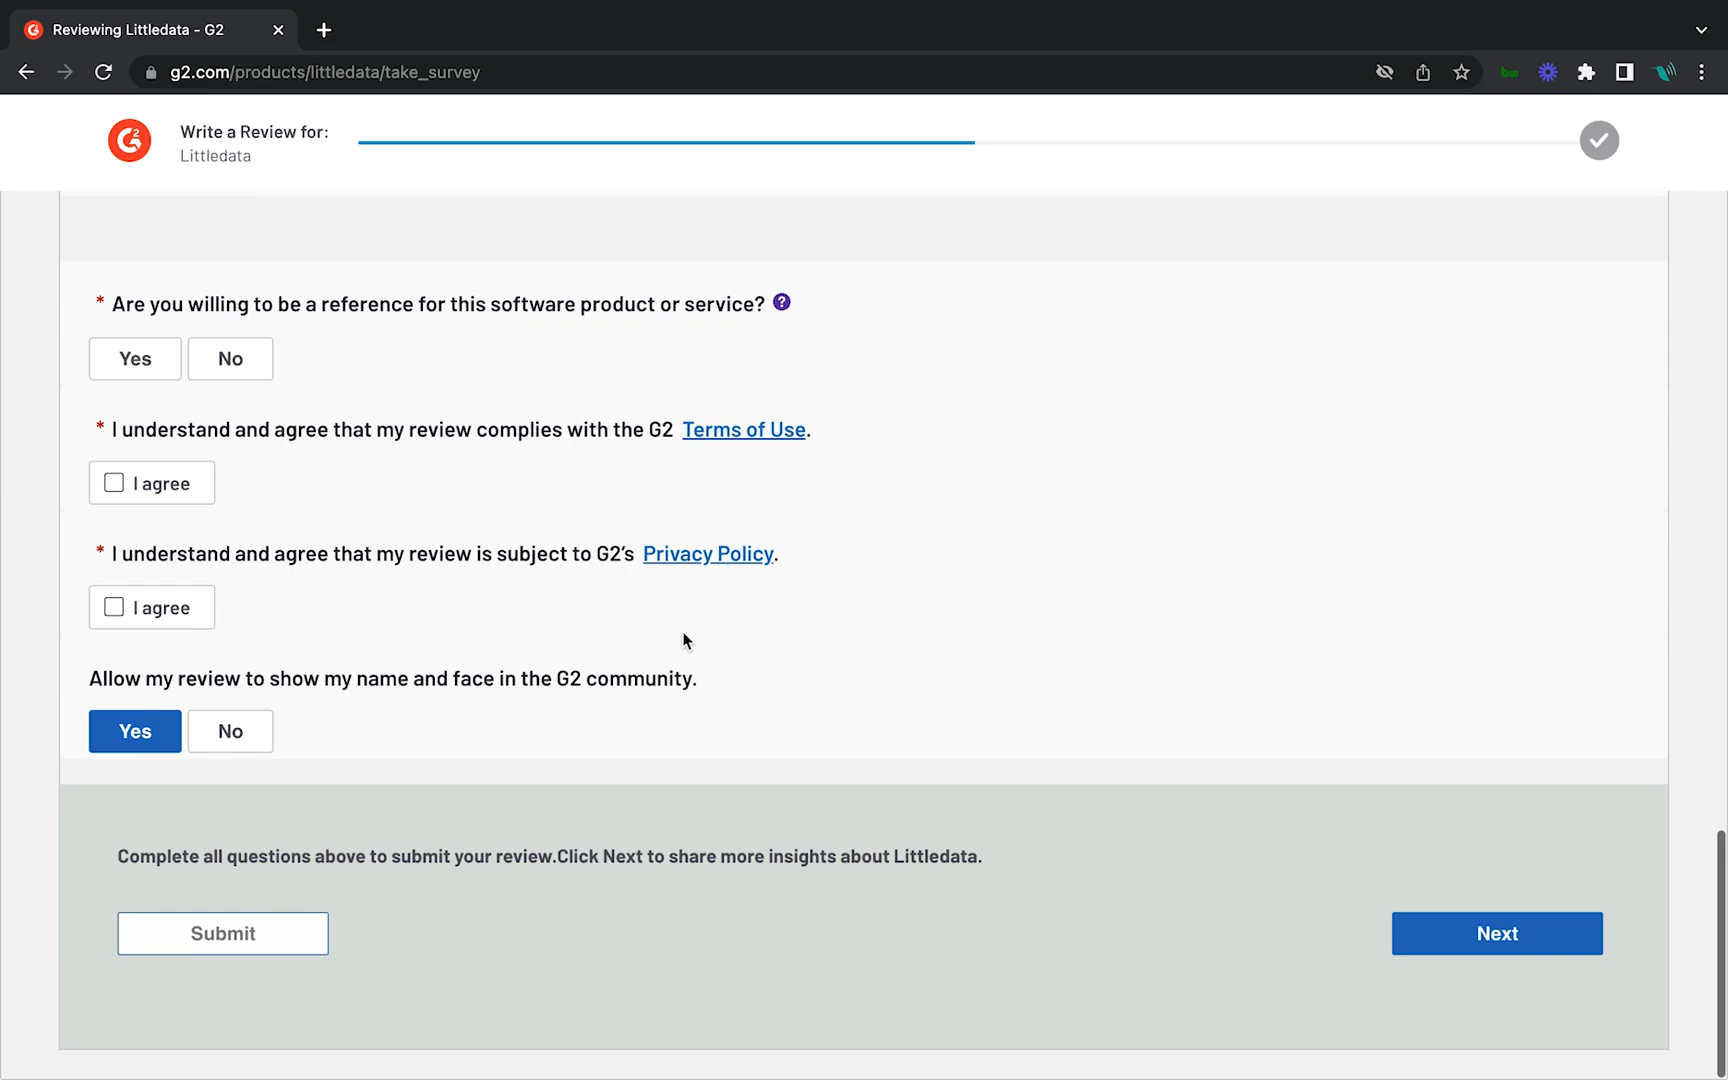 Reviewing Littledata - G2
g2.com/products/littledata/take_survey
bw
G2
Write a Review for:
Littledata
* Are you willing to be a reference for this software product or service? ?
Yes No
* I understand and agree that my review complies with the G2 Terms of Use.
I agree
* I understand and agree that my review is subject to G2’s Privacy Policy.
I agree
Allow my review to show my name and face in the G2 community.
Yes No
Complete all questions above to submit your review.Click Next to share more insights about Littledata.
Submit Next